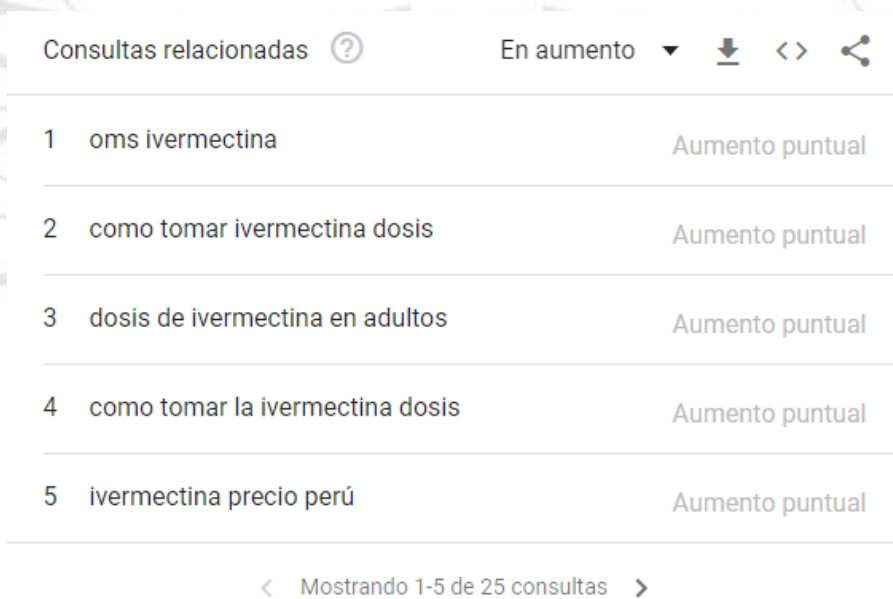 Consultas relacionadas ? En aumento <>
1 oms ivermectina Aumento puntual
2 como tomar ivermectina dosis Aumento puntual
3 dosis de ivermectina en adultos Aumento puntual
4 como tomar la ivermectina dosis Aumento puntual
5 ivermectina precio perú Aumento puntual
Mostrando 1-5 de 25 consultas